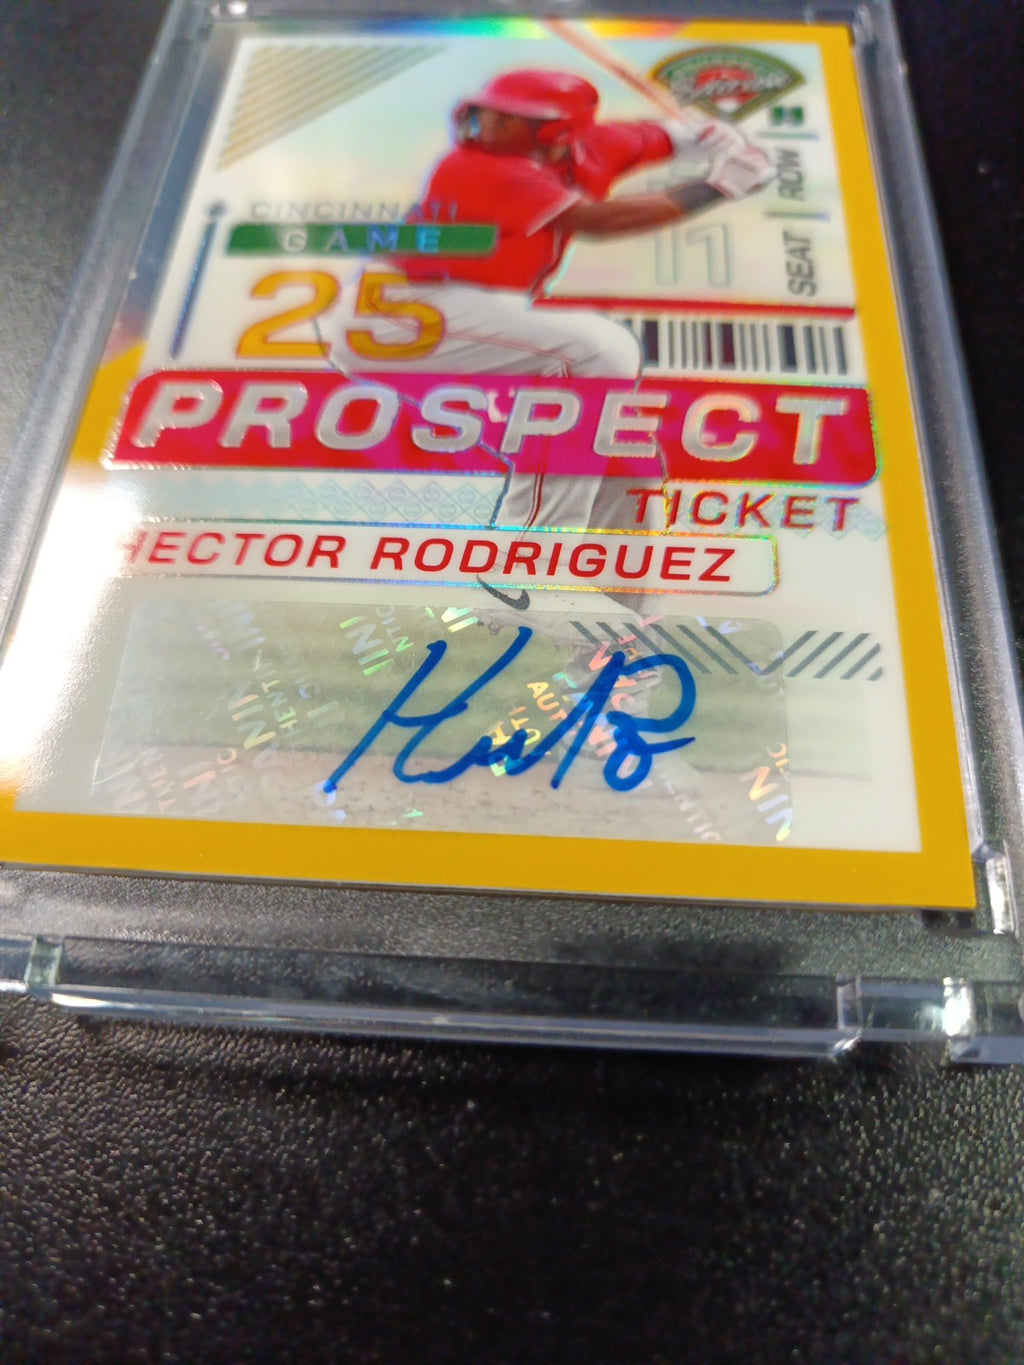 ROW
SEAT
11
CINCINNATI
GAME
25
PROSPECT
TICKET
HECTOR RODRIGUEZ